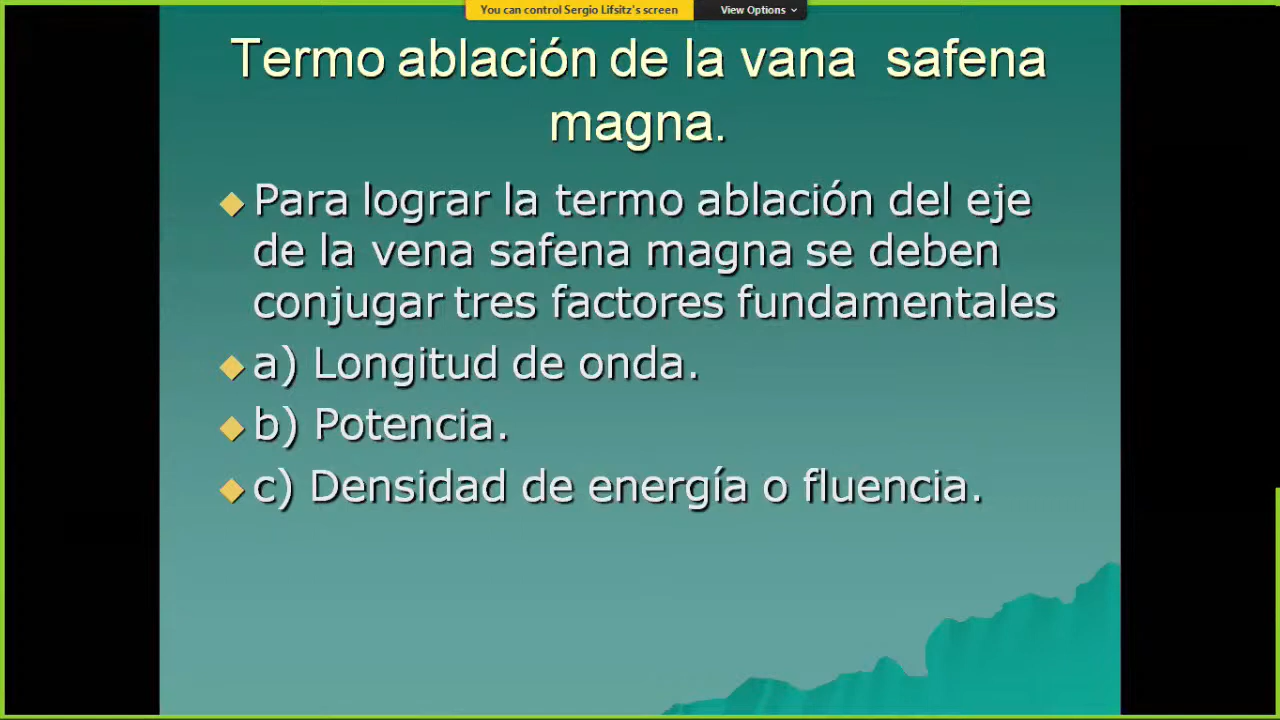 You can control Sergio Lifsitz's screen View Options
Termo ablación de la vana safena
magna.
Para lograr la termo ablación del eje
de la vena safena magna se deben
conjugar tres factores fundamentales
a) Longitud de onda.
b) Potencia.
c) Densidad de energía o fluencia.